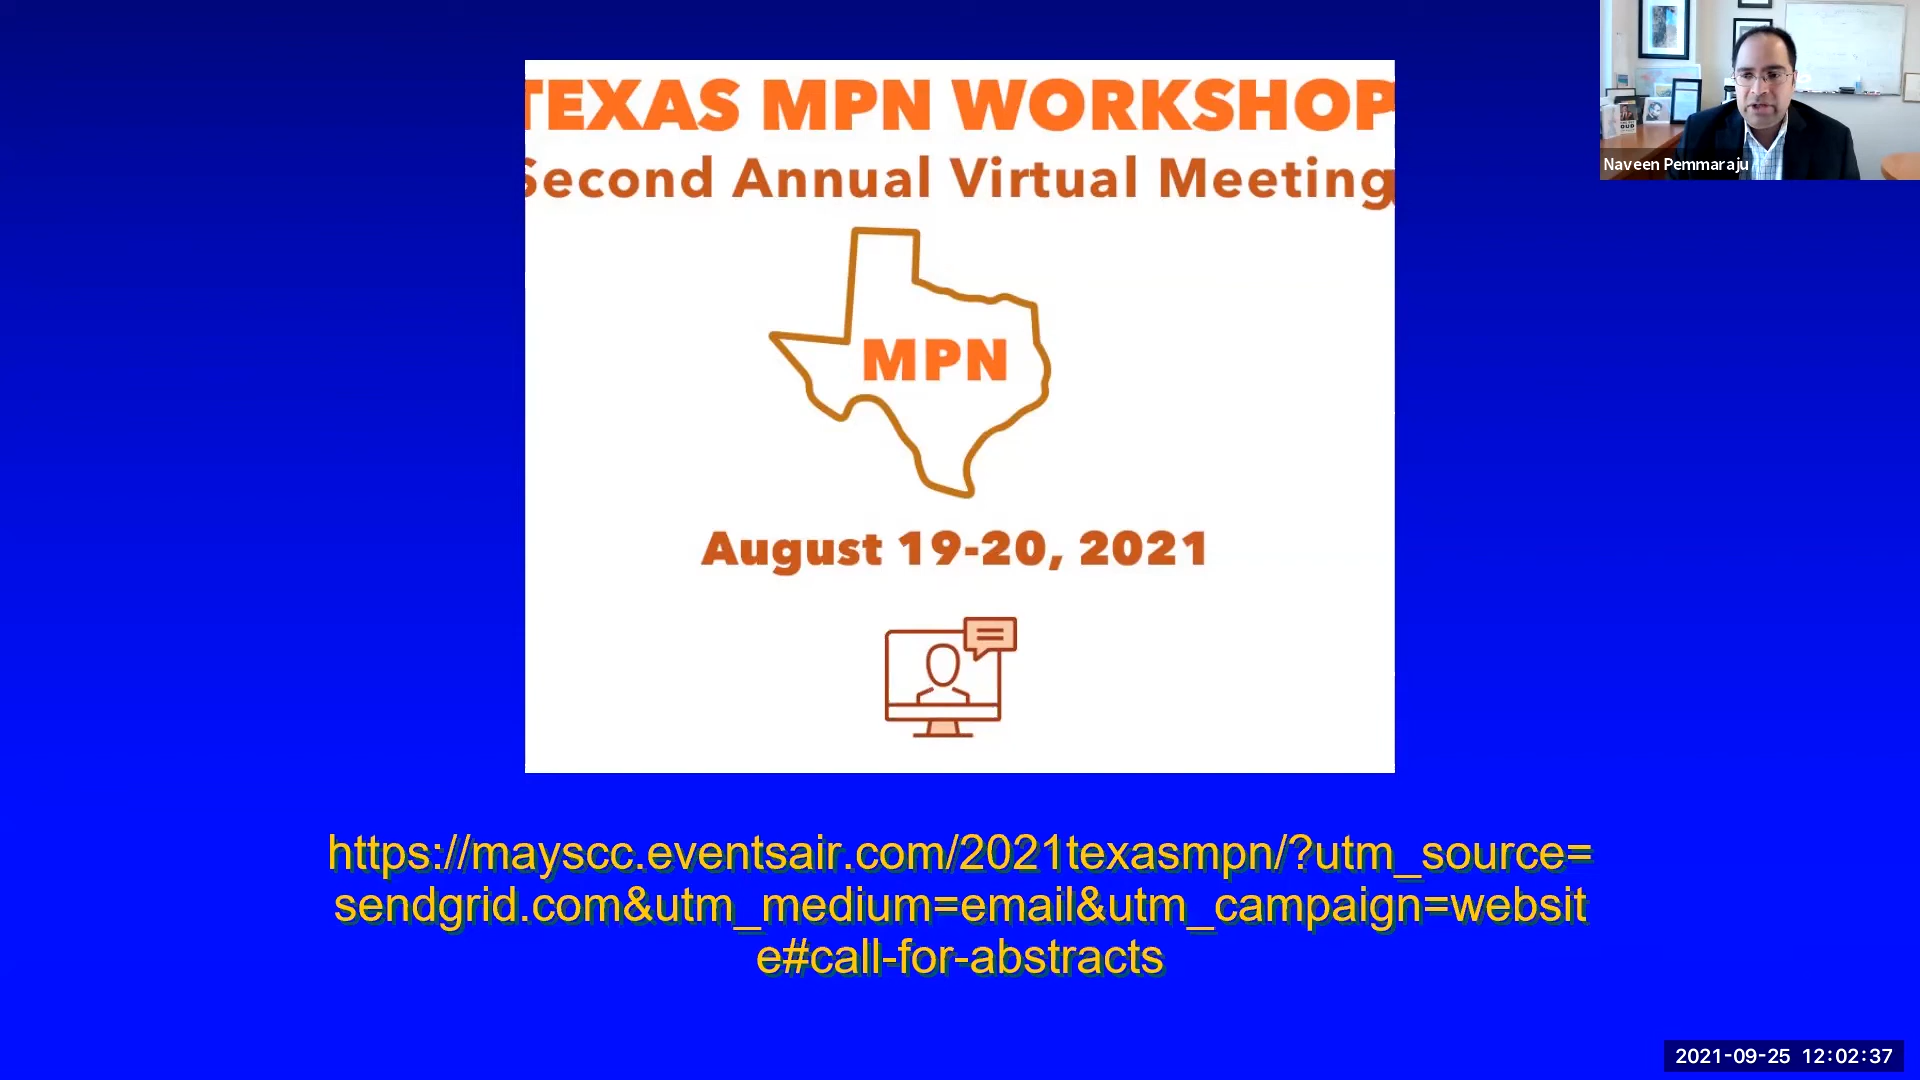 TEXAS MPN WORKSHOP
Second Annual Virtual Meeting
MPN
August 19-20, 2021
https://mayscc.eventsair.com/2021texasmpn/?utm_source=
sendgrid.com&utm_medium=email&utm_campaign=websit
e#call-for-abstracts
Naveen Pemmaraju
2021-09-25 12:02:37